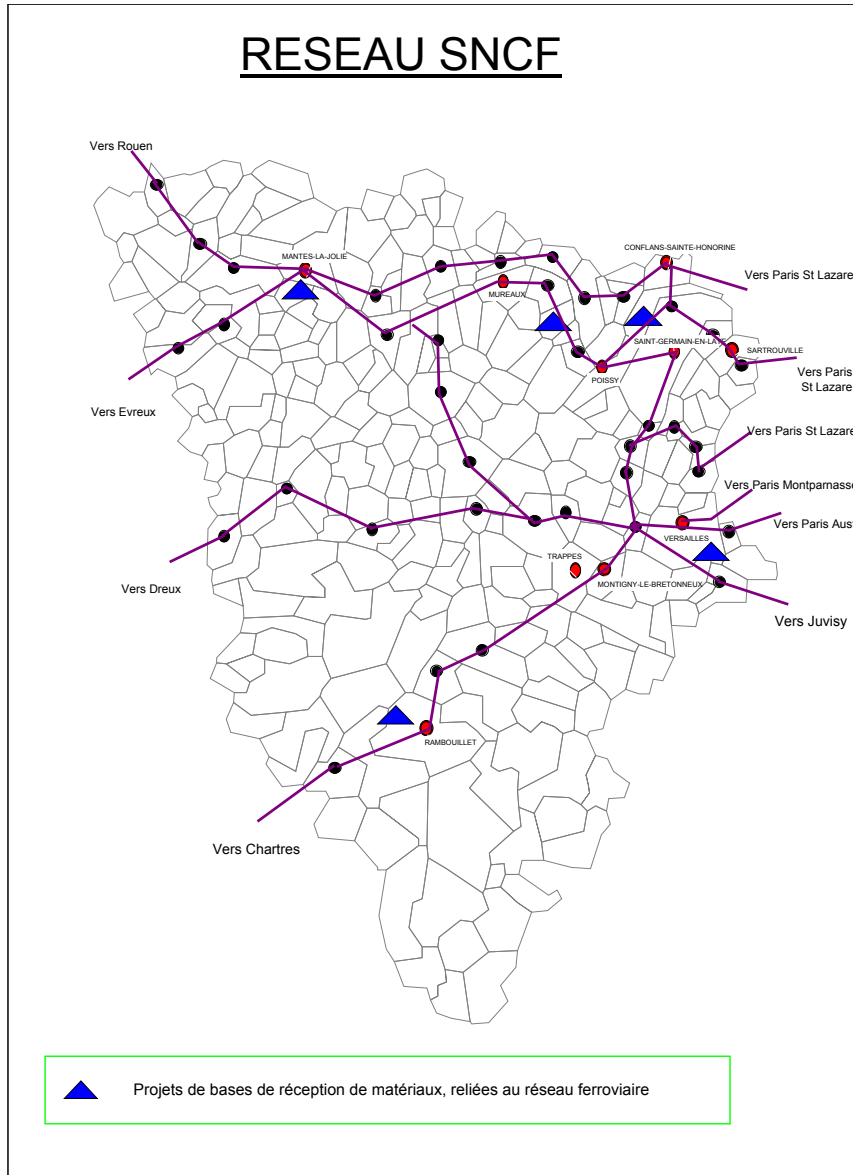 RESEAU SNCF
Vers Rouen
CONFLANS-SAINTE-HONORINE
MANTES-LA-JOLIE
Vers Paris St Lazare
MUREAUX
SAINT-GERMAIN-EN-LAYE
SARTROUVILLE
Vers Paris
St Lazare
POISSY
Vers Evreux
Vers Paris St Lazare
Vers Paris Montparnasse
Vers Paris Aust
VERSAILLES
TRAPPES
MONTIGNY-LE-BRETONNEUX
Vers Dreux
Vers Juvisy
RAMBOUILLET
Vers Chartres
Projets de bases de réception de matériaux, reliées au réseau ferroviaire